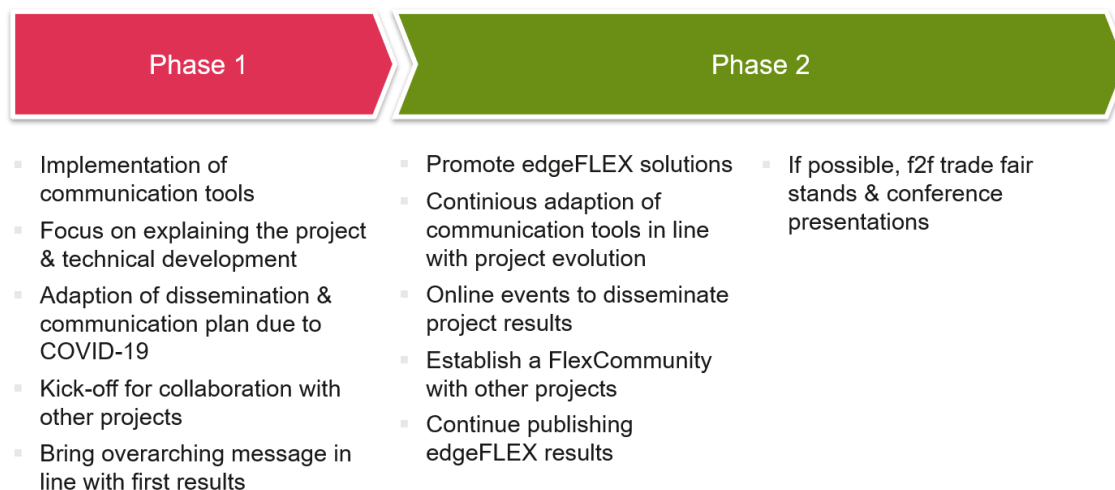 Phase 1
Phase 2
Implementation of
communication tools
Focus on explaining the project
& technical development
Adaption of dissemination &
communication plan due to
COVID-19
Kick-off for collaboration with
other projects
Bring overarching message in
line with first results
Promote edgeFLEX solutions
Continious adaption of
communication tools in line
with project evolution
Online events to disseminate
project results
Establish a FlexCommunity
with other projects
Continue publishing
edgeFLEX results
If possible, f2f trade fair
stands & conference
presentations